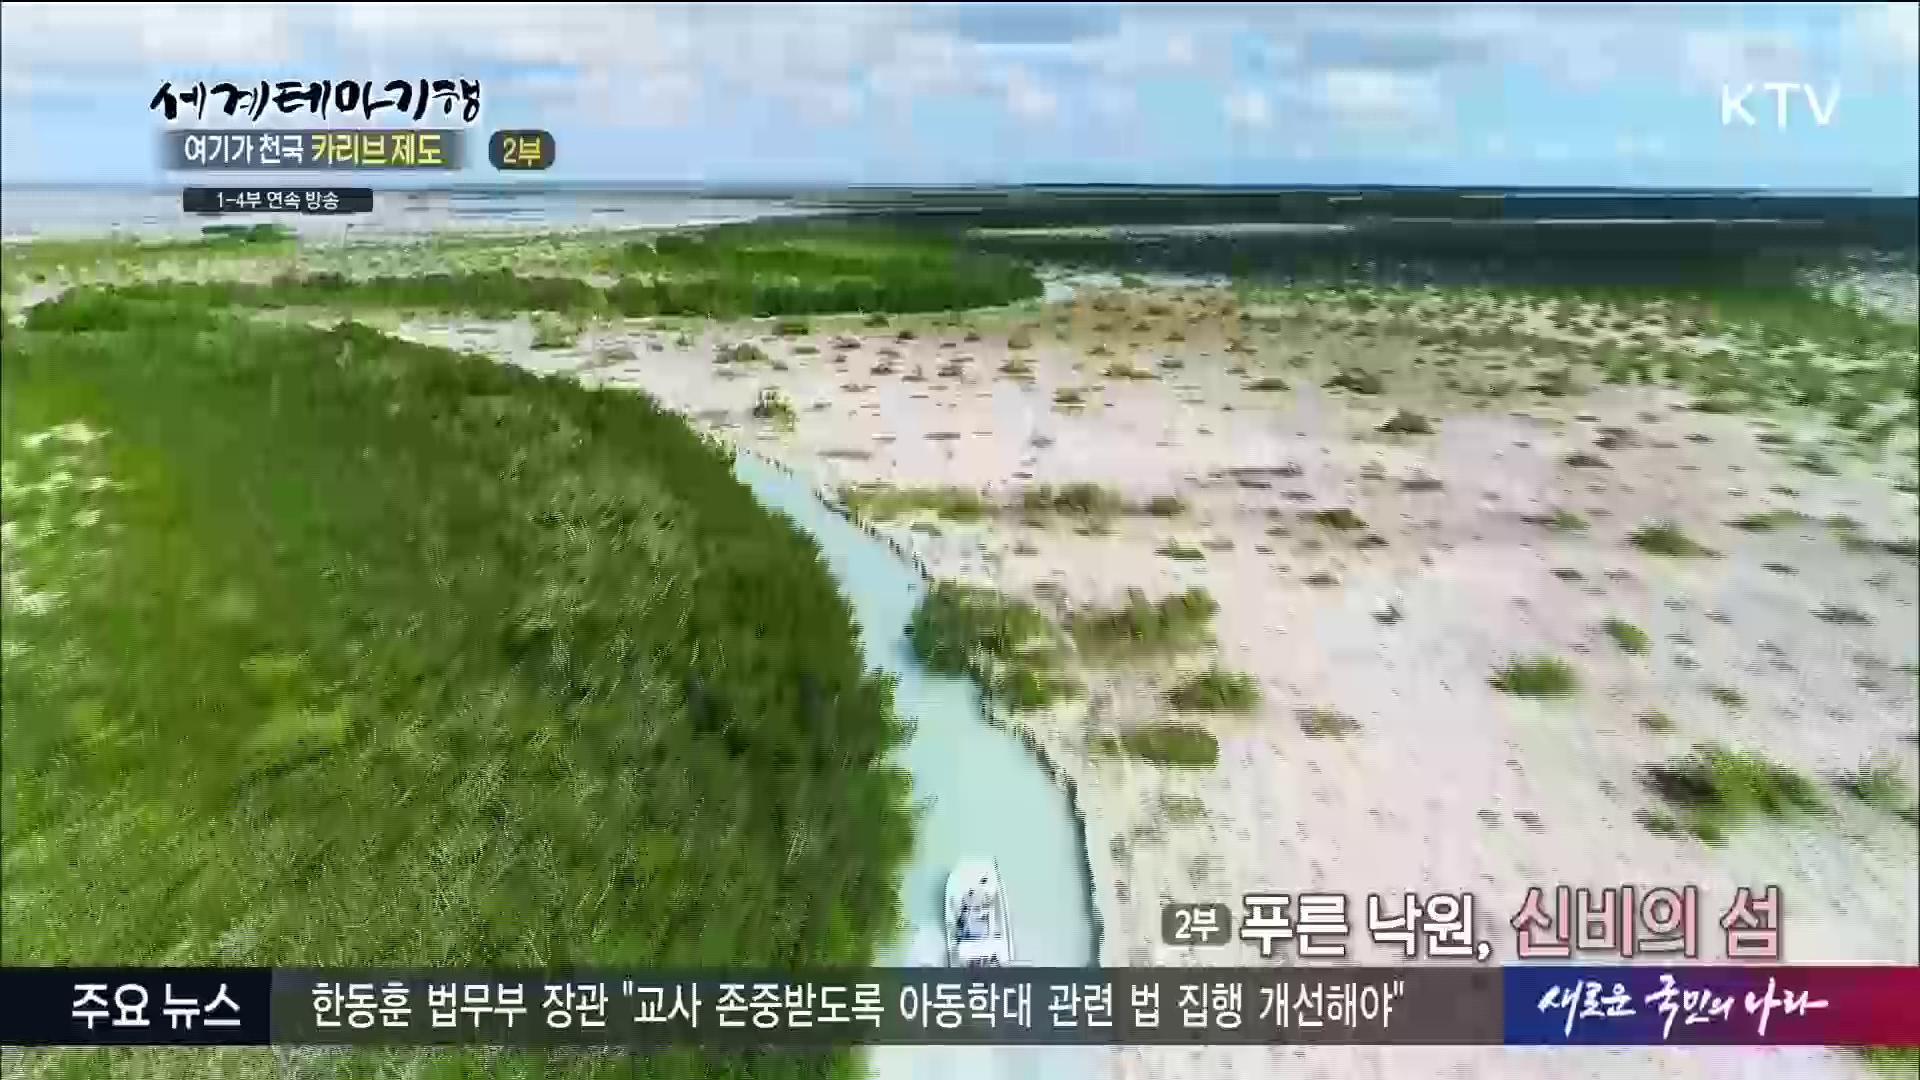 세계테마기행
KTV
여기가 천국 카리브 제도 2부
1-4부 연속 방송
2부 푸른 낙원, 신비의 섬
주요 뉴스 한동훈 법무부 장관 "교사 존중받도록 아동학대 관련 법 집행 개선해야" 새로운 국민의 나라